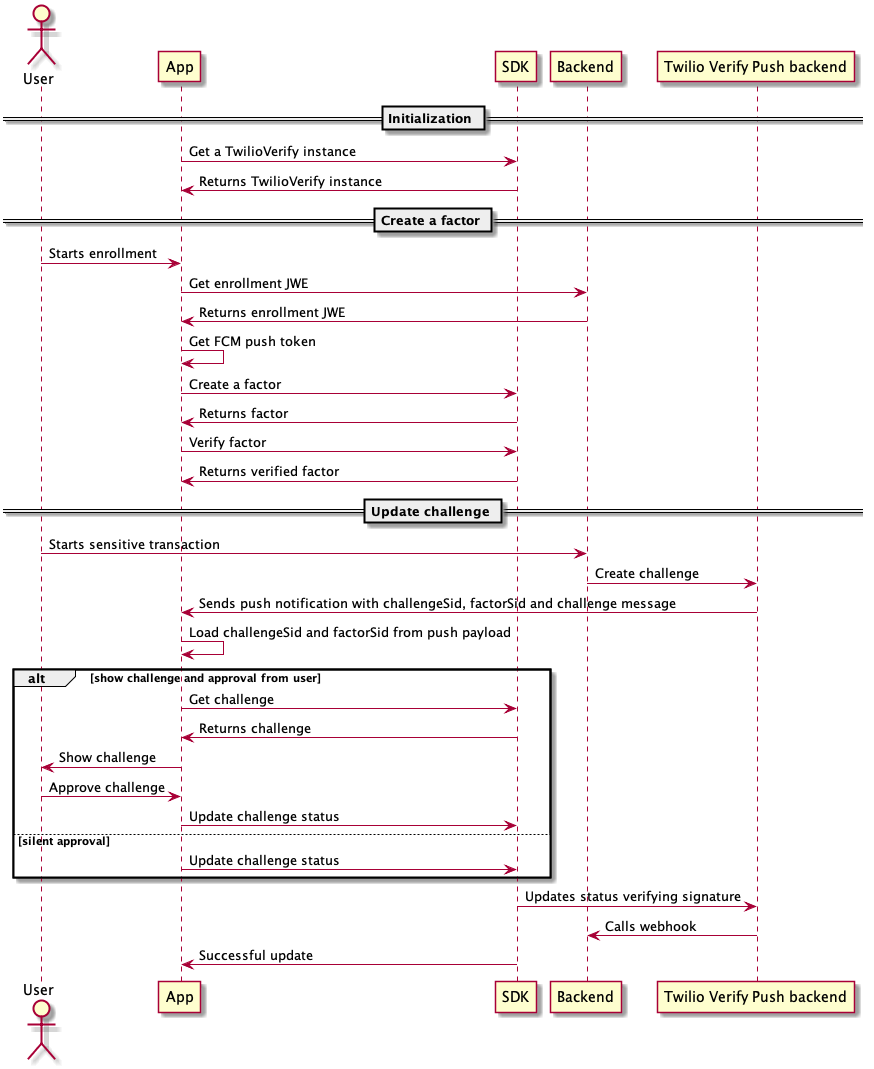 User
App
SDK
Backend
Twilio Verify Push backend
Initialization
Get a TwilioVerify instance
Returns TwilioVerify instance
Create a factor
Starts enrollment
Get enrollment JWE
Returns enrollment JWE
Get FCM push token
Create a factor
Returns factor
Verify factor
Returns verified factor
Update challenge
Starts sensitive transaction
Create challenge
Sends push notification with challengeSid, factorSid and challenge message
Load challengeSid and factorSid from push payload
alt [show challenge and approval from user]
Get challenge
Returns challenge
Show challenge
Approve challenge
Update challenge status
[silent approval]
Update challenge status
Updates status verifying signature
Calls webhook
Successful update
User
App
SDK
Backend
Twilio Verify Push backend